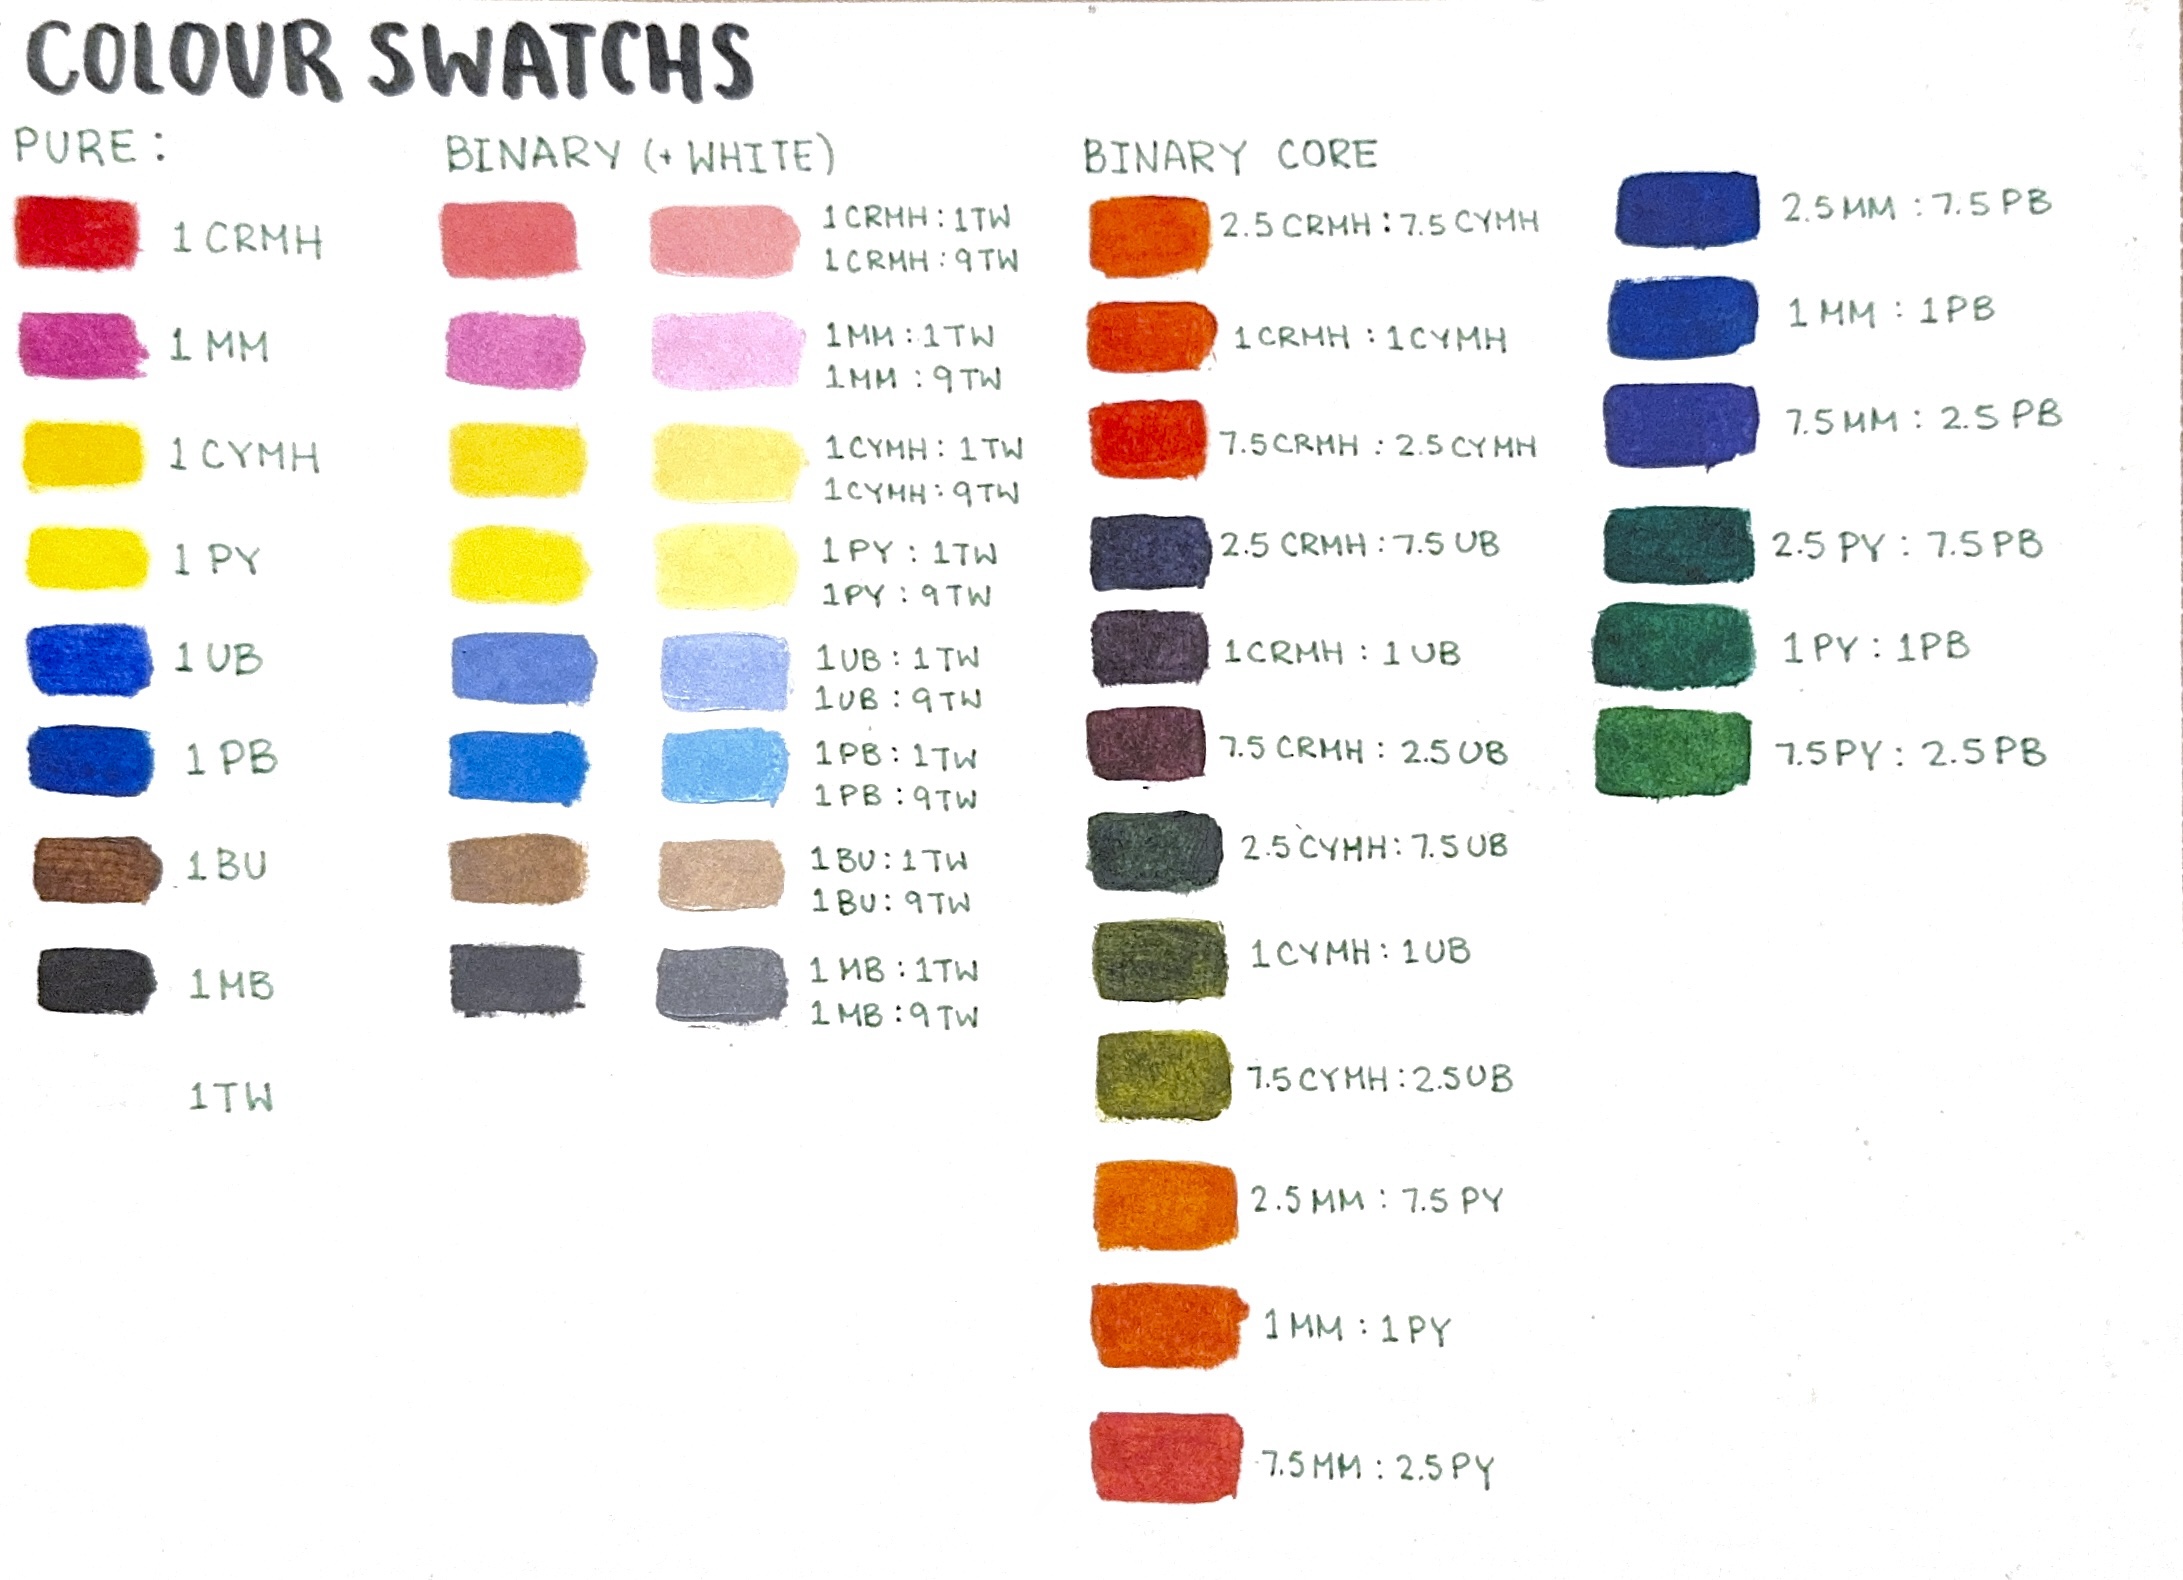 COLOUR SWATCHS
PURE:
1 CRMH
1 MM
1 CYMH
1 PY
1 UB
1 PB
1 BU
1 MB
1 TW
BINARY (+ WHITE)
1 CRMH : 1 TW
1 CRMH : 9 TW
1 MM : 1 TW
1 MM : 9 TW
1 CYMH : 1 TW
1 CYMH : 9 TW
1 PY : 1 TW
1 PY : 9 TW
1 UB : 1 TW
1 UB : 9 TW
1 PB : 1 TW
1 PB : 9 TW
1 BU : 1 TW
1 BU : 9 TW
1 MB : 1 TW
1 MB : 9 TW
BINARY CORE
2.5 CRMH : 7.5 CYMH
1 CRMH : 1 CYMH
7.5 CRMH : 2.5 CYMH
2.5 CRMH : 7.5 UB
1 CRMH : 1 UB
7.5 CRMH : 2.5 UB
2.5 CYMH : 7.5 UB
1 CYMH : 1 UB
7.5 CYMH : 2.5 UB
2.5 MM : 7.5 PY
1 MM : 1 PY
7.5 MM : 2.5 PY
2.5 MM : 7.5 PB
1 MM : 1 PB
7.5 MM : 2.5 PB
2.5 PY : 7.5 PB
1 PY : 1 PB
7.5 PY : 2.5 PB